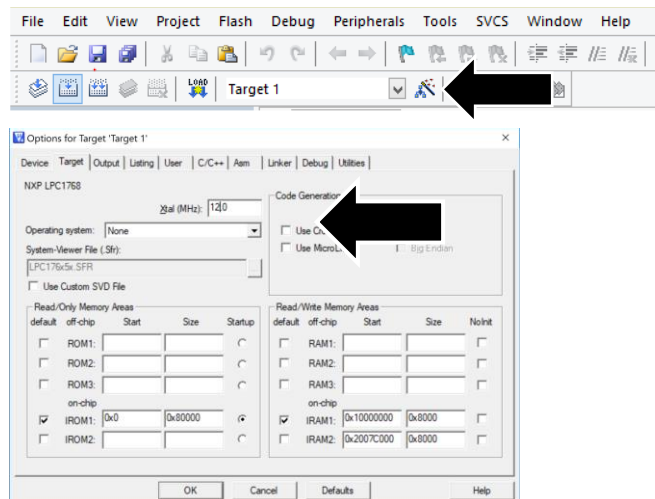 File Edit View Project Flash Debug Peripherals Tools SVCS Window Help
LOAD Target 1
Options for Target 'Target 1'
Device Target Output Listing User C/C++ Asm Linker Debug Utilities
NXP LPC1768
Code Generation
Xtal (MHz): 12.0
Operating system: None
Use
System-Viewer File (.Sfr):
Use
Big Endian
LPC176x5x.SFR
Use Custom SVD File
Read/Only Memory Areas
Read/Write Memory Areas
default off-chip Start Size Startup
default off-chip Start Size NoInit
ROM1:
RAM1:
ROM2:
RAM2:
ROM3:
RAM3:
on-chip
on-chip
IROM1: 0x0 0x80000
IRAM1: 0x10000000 0x8000
IROM2:
IRAM2: 0x2007C000 0x8000
OK Cancel Defaults Help